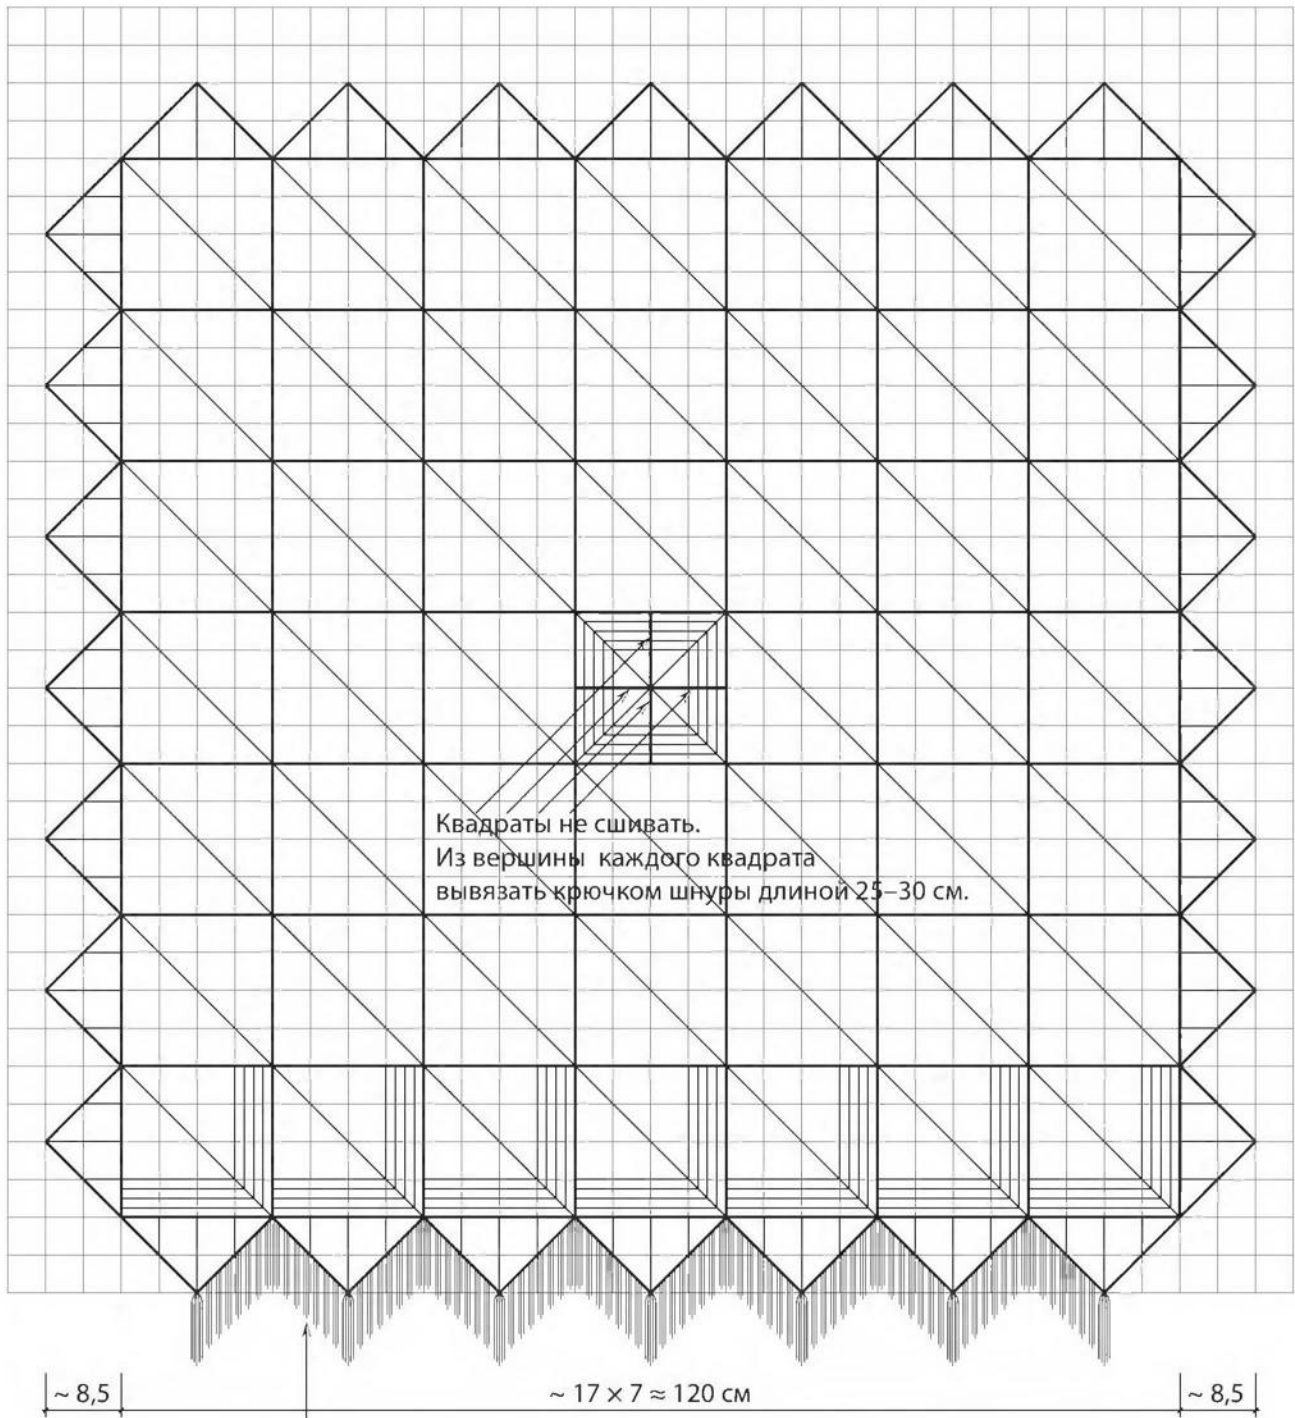 Квадраты не сшивать.
Из вершины каждого квадрата
вывязать крючком шнуры длиной 25–30 см.
~ 8,5
~ 17 × 7 ≈ 120 см
~ 8,5